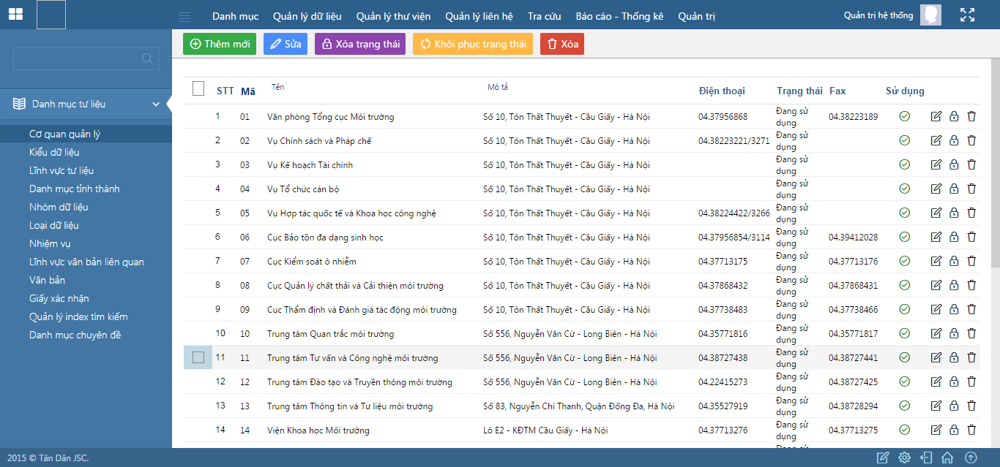 Danh mục Quản lý dữ liệu Quản lý thư viện Quản lý liên hệ Tra cứu Báo cáo - Thống kê Quản trị Quản trị hệ thống
Thêm mới Sửa Xóa trạng thái Khôi phục trạng thái Xóa
Danh mục tư liệu
Cơ quan quản lý
Kiểu dữ liệu
Lĩnh vực tư liệu
Danh mục tỉnh thành
Nhóm dữ liệu
Loại dữ liệu
Nhiệm vụ
Lĩnh vực văn bản liên quan
Văn bản
Giấy xác nhận
Quản lý index tìm kiếm
Danh mục chuyên đề
STT Mã Tên Mô tả Điện thoại Trạng thái Fax Sử dụng
1 01 Văn phòng Tổng cục Môi trường Số 10, Tôn Thất Thuyết - Cầu Giấy - Hà Nội 04.37956868 Đang sử dụng 04.38223189
2 02 Vụ Chính sách và Pháp chế Số 10, Tôn Thất Thuyết - Cầu Giấy - Hà Nội 04.38223221/3271 Đang sử dụng
3 03 Vụ Kế hoạch Tài chính Số 10, Tôn Thất Thuyết - Cầu Giấy - Hà Nội Đang sử dụng
4 04 Vụ Tổ chức cán bộ Số 10, Tôn Thất Thuyết - Cầu Giấy - Hà Nội Đang sử dụng
5 05 Vụ Hợp tác quốc tế và Khoa học công nghệ Số 10, Tôn Thất Thuyết - Cầu Giấy - Hà Nội 04.38224422/3266 Đang sử dụng
6 06 Cục Bảo tồn đa dạng sinh học Số 10, Tôn Thất Thuyết - Cầu Giấy - Hà Nội 04.37956854/3114 Đang sử dụng 04.39412028
7 07 Cục Kiểm soát ô nhiễm Số 10, Tôn Thất Thuyết - Cầu Giấy - Hà Nội 04.37713175 Đang sử dụng 04.37713176
8 08 Cục Quản lý chất thải và Cải thiện môi trường Số 10, Tôn Thất Thuyết - Cầu Giấy - Hà Nội 04.37868432 Đang sử dụng 04.37868431
9 09 Cục Thẩm định và Đánh giá tác động môi trường Số 10, Tôn Thất Thuyết - Cầu Giấy - Hà Nội 04.37738483 Đang sử dụng 04.37738466
10 10 Trung tâm Quan trắc môi trường Số 556, Nguyễn Văn Cừ - Long Biên - Hà Nội 04.35771816 Đang sử dụng 04.35771817
11 11 Trung tâm Tư vấn và Công nghệ môi trường Số 556, Nguyễn Văn Cừ - Long Biên - Hà Nội 04.38727438 Đang sử dụng 04.38727441
12 12 Trung tâm Đào tạo và Truyền thông môi trường Số 556, Nguyễn Văn Cừ - Long Biên - Hà Nội 04.22415273 Đang sử dụng 04.38727425
13 13 Trung tâm Thông tin và Tư liệu môi trường Số 83, Nguyễn Chí Thanh, Quận Đống Đa, Hà Nội 04.35527919 Đang sử dụng 04.38728294
14 14 Viện Khoa học Môi trường Lô E2 - KĐTM Cầu Giấy - Hà Nội 04.37713276 Đang sử dụng 04.37713275
2015 © Tân Dân JSC.